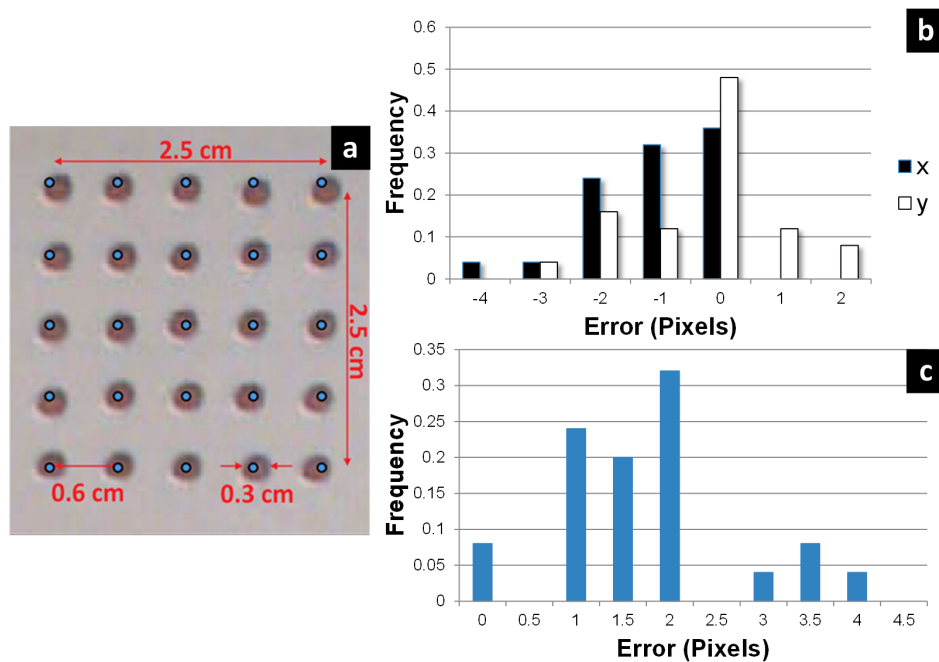 a
2.5 cm
2.5 cm
0.6 cm
0.3 cm
b
Frequency
0.6
0.5
0.4
0.3
0.2
0.1
0
-4 -3 -2 -1 0 1 2
Error (Pixels)
x
y
c
Frequency
0.35
0.3
0.25
0.2
0.15
0.1
0.05
0
0 0.5 1 1.5 2 2.5 3 3.5 4 4.5
Error (Pixels)